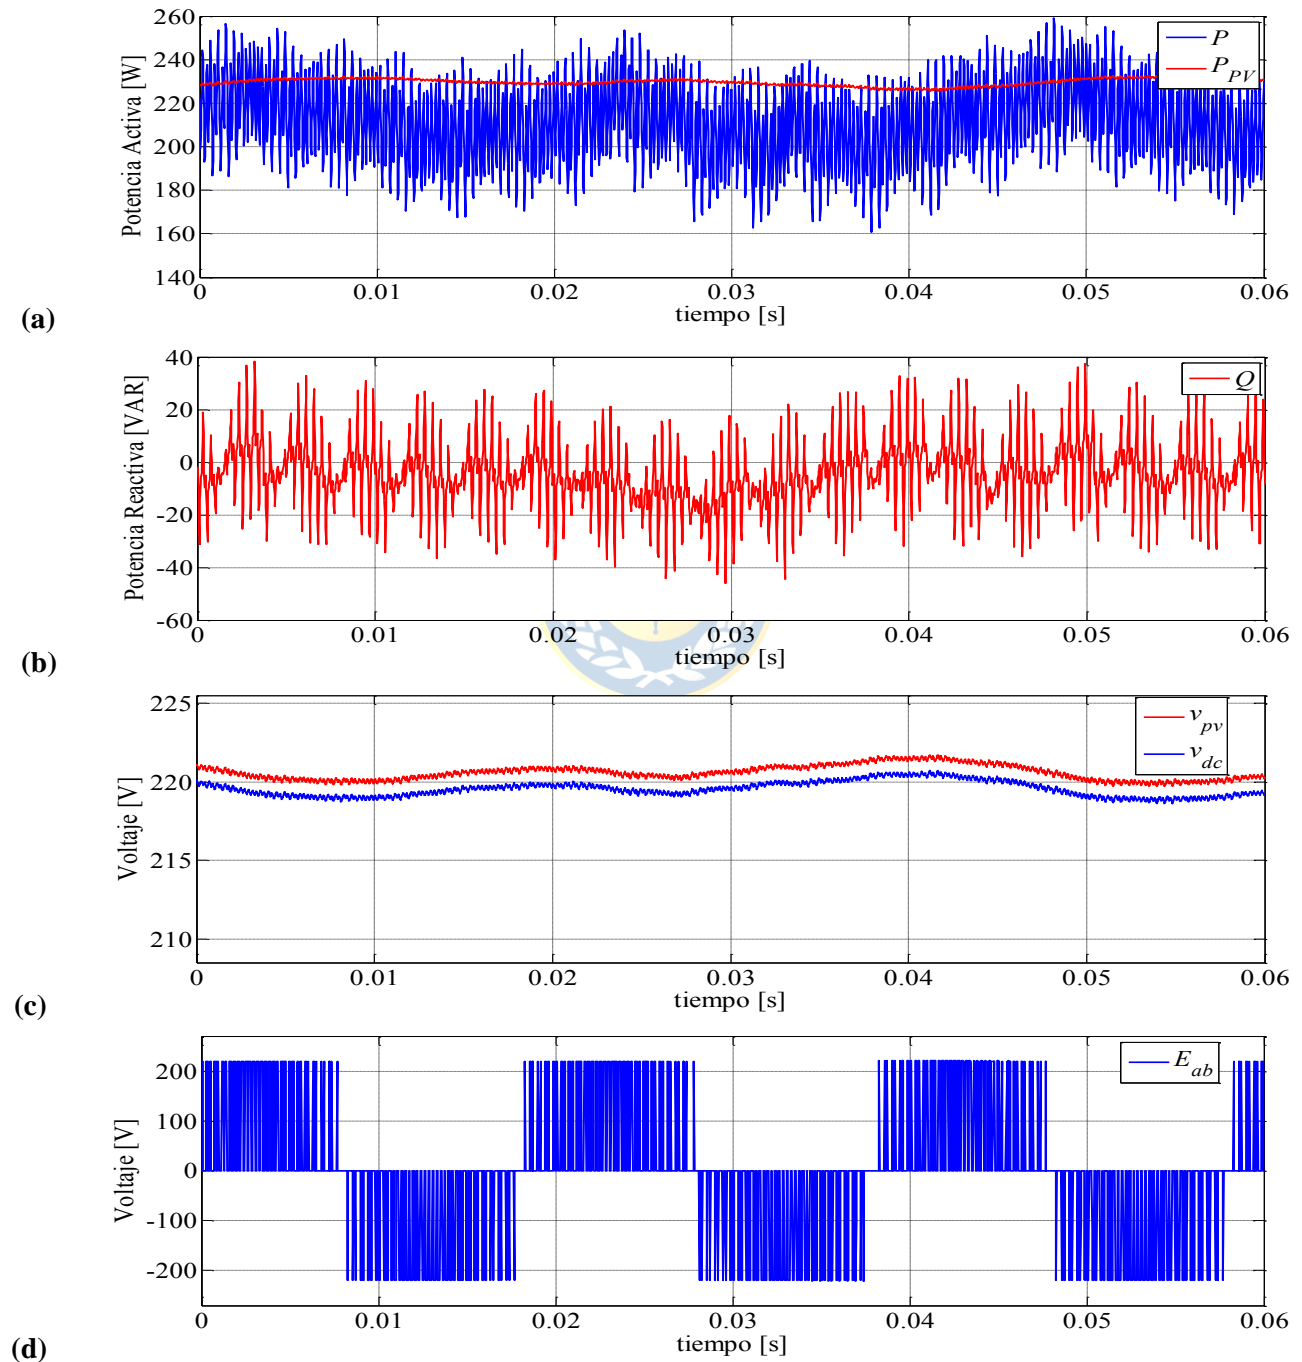 260
240
220
200
180
160
140
Potencia Activa [W]
P
P_PV
0 0.01 0.02 0.03 0.04 0.05 0.06
tiempo [s]
(a)
40
20
0
-20
-40
-60
Potencia Reactiva [VAR]
Q
0 0.01 0.02 0.03 0.04 0.05 0.06
tiempo [s]
(b)
225
220
215
210
Voltaje [V]
v_pv
v_dc
0 0.01 0.02 0.03 0.04 0.05 0.06
tiempo [s]
(c)
200
100
0
-100
-200
Voltaje [V]
E_ab
0 0.01 0.02 0.03 0.04 0.05 0.06
tiempo [s]
(d)